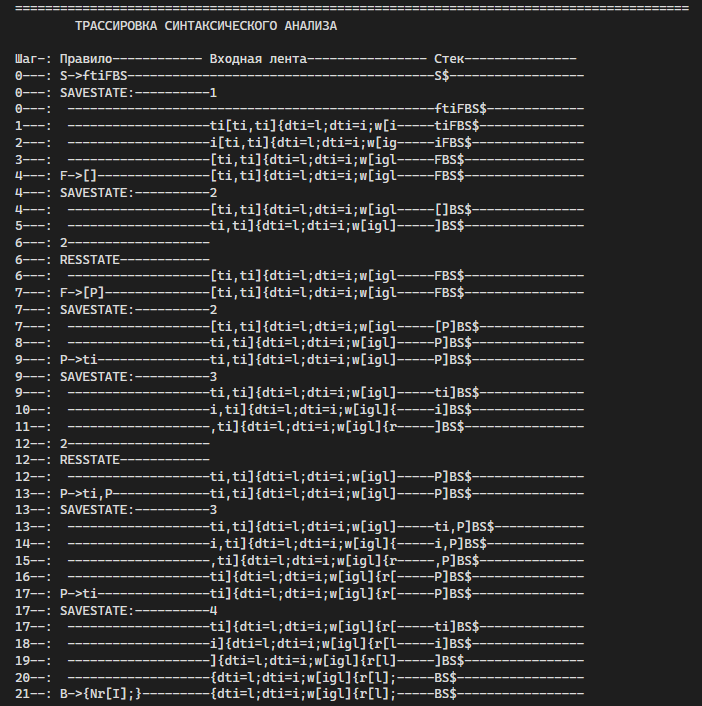 ==========================================================================================
        ТРАССИРОВКА СИНТАКСИЧЕСКОГО АНАЛИЗА

Шаг-: Правило------------ Входная лента---------------- Стек---------------
0---: S->ftiFBS-----------------------------------------S$------------------
0---: SAVESTATE:----------1
0---:  -------------------------------------------------ftiFBS$-------------
1---:  -------------------ti[ti,ti]{dti=l;dti=i;w[i-----tiFBS$--------------
2---:  -------------------i[ti,ti]{dti=l;dti=i;w[ig-----iFBS$---------------
3---:  -------------------[ti,ti]{dti=l;dti=i;w[igl-----FBS$----------------
4---: F->[]---------------[ti,ti]{dti=l;dti=i;w[igl-----FBS$----------------
4---: SAVESTATE:----------2
4---:  -------------------[ti,ti]{dti=l;dti=i;w[igl-----[]BS$---------------
5---:  -------------------ti,ti]{dti=l;dti=i;w[igl]-----]BS$----------------
6---: 2-------------------
6---: RESSTATE------------
6---:  -------------------[ti,ti]{dti=l;dti=i;w[igl-----FBS$----------------
7---: F->[P]--------------[ti,ti]{dti=l;dti=i;w[igl-----FBS$----------------
7---: SAVESTATE:----------2
7---:  -------------------[ti,ti]{dti=l;dti=i;w[igl-----[P]BS$--------------
8---:  -------------------ti,ti]{dti=l;dti=i;w[igl]-----P]BS$---------------
9---: P->ti---------------ti,ti]{dti=l;dti=i;w[igl]-----P]BS$---------------
9---: SAVESTATE:----------3
9---:  -------------------ti,ti]{dti=l;dti=i;w[igl]-----ti]BS$--------------
10--:  -------------------i,ti]{dti=l;dti=i;w[igl]{-----i]BS$---------------
11--:  -------------------,ti]{dti=l;dti=i;w[igl]{r-----]BS$----------------
12--: 2-------------------
12--: RESSTATE------------
12--:  -------------------ti,ti]{dti=l;dti=i;w[igl]-----P]BS$---------------
13--: P->ti,P-------------ti,ti]{dti=l;dti=i;w[igl]-----P]BS$---------------
13--: SAVESTATE:----------3
13--:  -------------------ti,ti]{dti=l;dti=i;w[igl]-----ti,P]BS$------------
14--:  -------------------i,ti]{dti=l;dti=i;w[igl]{-----i,P]BS$-------------
15--:  -------------------,ti]{dti=l;dti=i;w[igl]{r-----,P]BS$--------------
16--:  -------------------ti]{dti=l;dti=i;w[igl]{r[-----P]BS$---------------
17--: P->ti---------------ti]{dti=l;dti=i;w[igl]{r[-----P]BS$---------------
17--: SAVESTATE:----------4
17--:  -------------------ti]{dti=l;dti=i;w[igl]{r[-----ti]BS$--------------
18--:  -------------------i]{dti=l;dti=i;w[igl]{r[l-----i]BS$---------------
19--:  -------------------]{dti=l;dti=i;w[igl]{r[l]-----]BS$----------------
20--:  -------------------{dti=l;dti=i;w[igl]{r[l];-----BS$-----------------
21--: B->{Nr[I];}---------{dti=l;dti=i;w[igl]{r[l];-----BS$-----------------